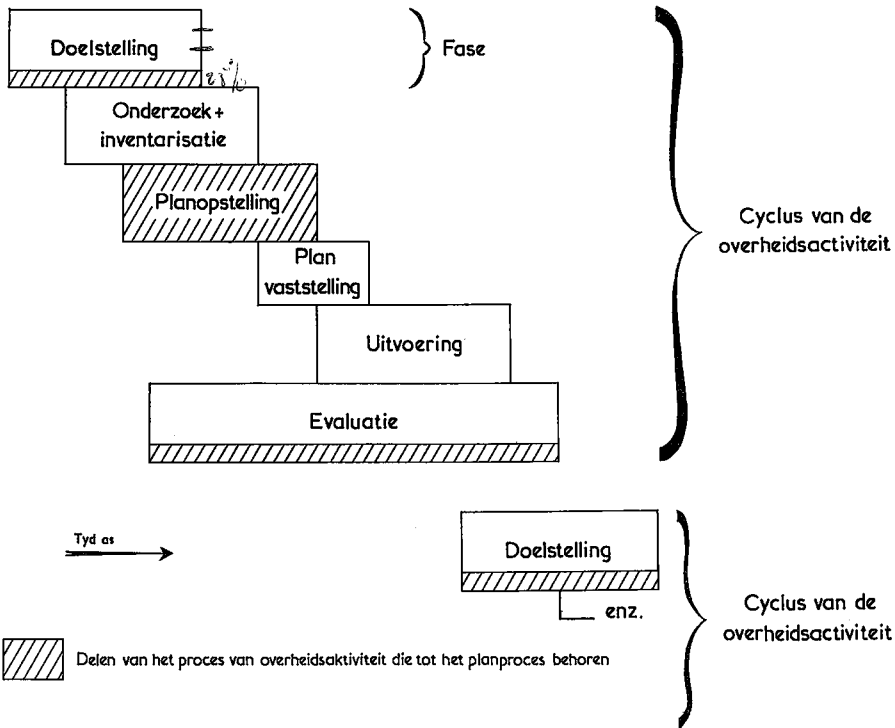 Doelstelling
Fase
25%
Onderzoek +
inventarisatie
Planopstelling
Plan
vaststelling
Cyclus van de
overheidsactiviteit
Uitvoering
Evaluatie
Tyd as
Doelstelling
enz.
Cyclus van de
overheidsactiviteit
Delen van het proces van overheidsaktiviteit die tot het planproces behoren